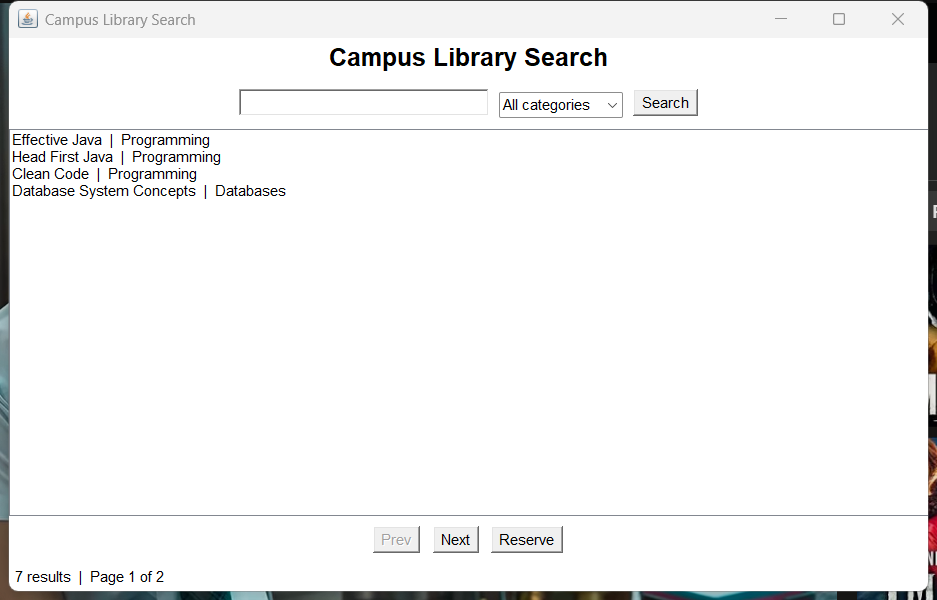 Campus Library Search
Campus Library Search
All categories Search
Effective Java | Programming
Head First Java | Programming
Clean Code | Programming
Database System Concepts | Databases
Prev Next Reserve
7 results | Page 1 of 2